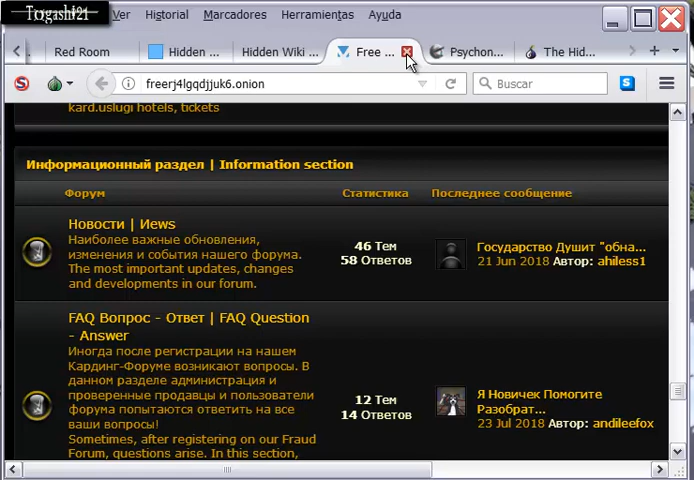 Togashi21
Ver Historial Marcadores Herramientas Ayuda
Red Room Hidden ... Hidden Wiki ... Free ... Psychon... The Hid...
freerj4lgqdjjuk6.onion Buscar
kard.uslugi hotels, tickets
Информационный раздел | Information section
Форум Статистика Последнее сообщение
Новости | Иews
Наиболее важные обновления,
изменения и события нашего форума.
The most important updates, changes
and developments in our forum.
46 Тем
58 Ответов
Государство Душит "обна...
21 Jun 2018 Автор: ahiless1
FAQ Вопрос - Ответ | FAQ Question
- Answer
Иногда после регистрации на нашем
Кардинг-Форуме возникают вопросы. В
данном разделе администрация и
проверенные продавцы и пользователи
форума попытаются ответить на все
ваши вопросы!
Sometimes, after registering on our Fraud
Forum, questions arise. In this section,
12 Тем
14 Ответов
Я Новичек Помогите
Разобрат...
23 Jul 2018 Автор: andileefox